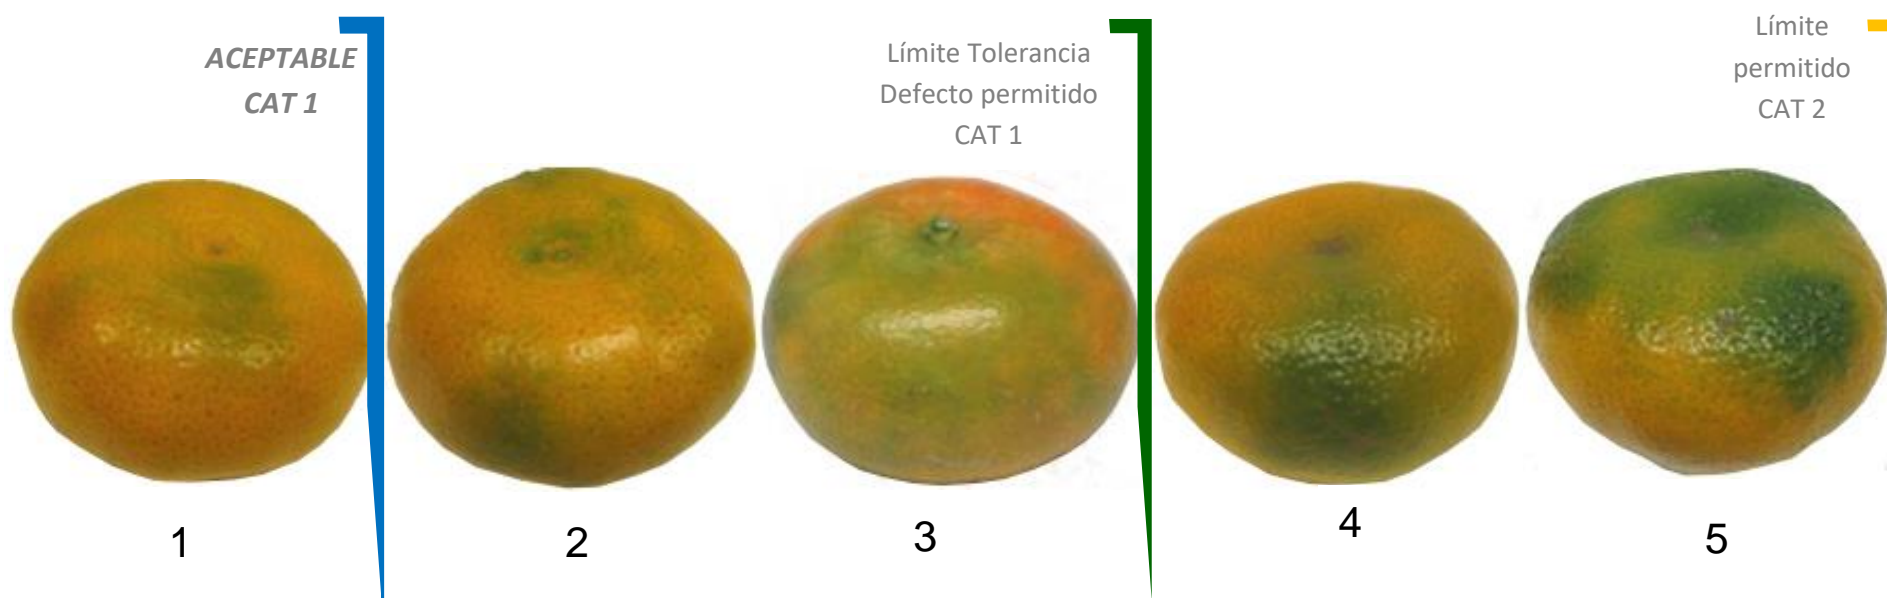 ACEPTABLE
CAT 1
Límite Tolerancia
Defecto permitido
CAT 1
Límite
permitido
CAT 2
1
2
3
4
5